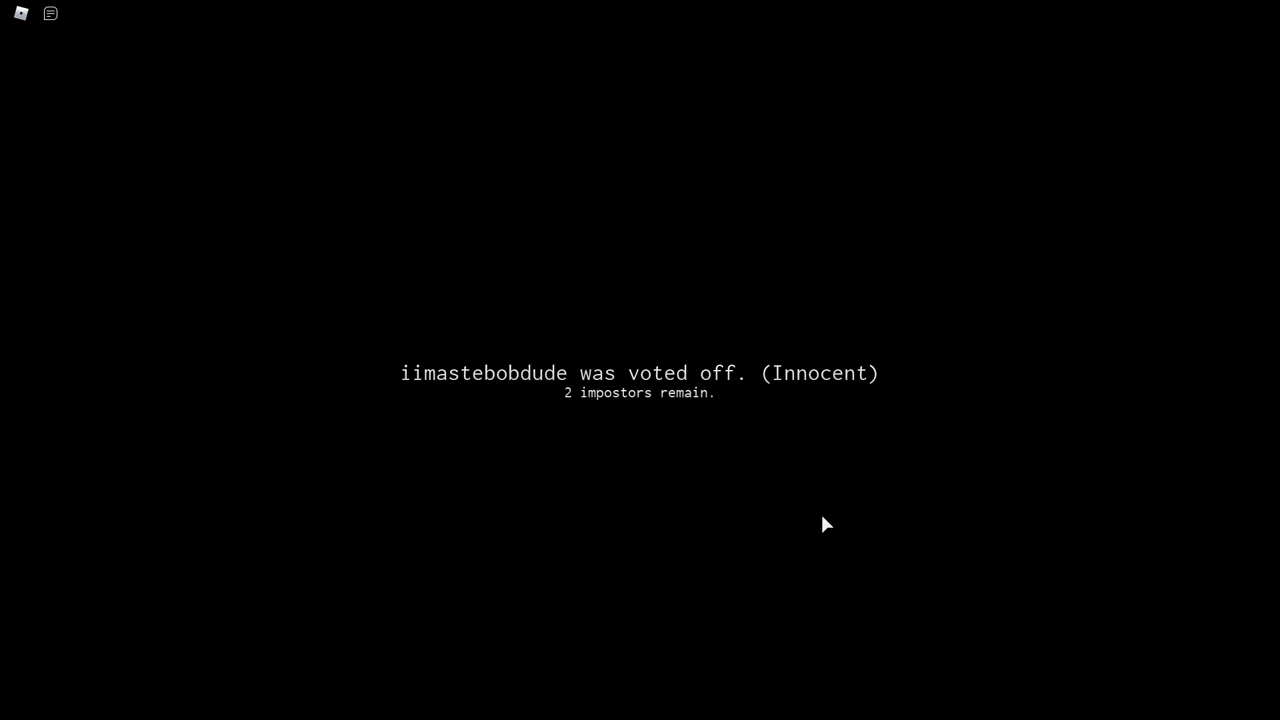 iimastebobdude was voted off. (Innocent)
2 impostors remain.